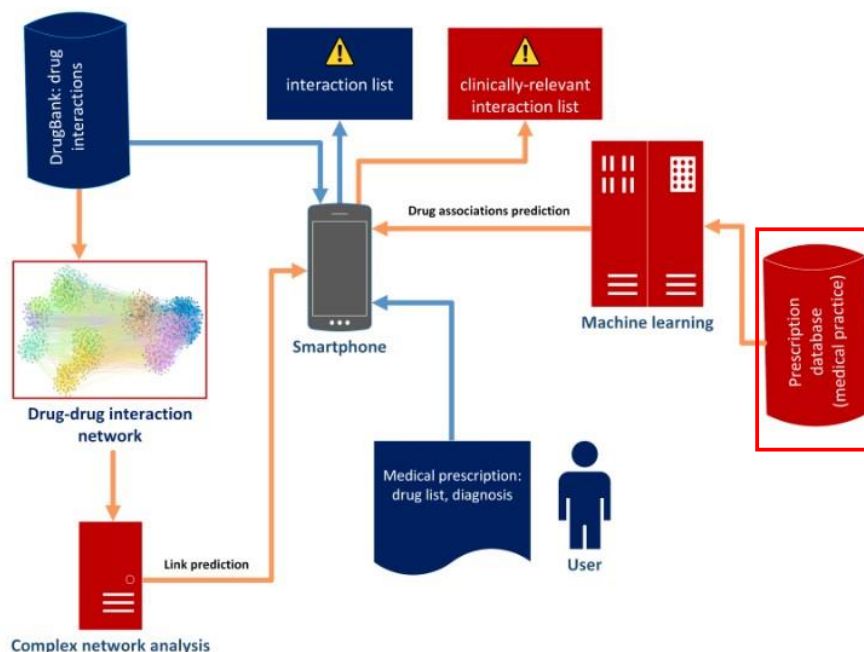 DrugBank: drug
interactions
interaction list
clinically-relevant
interaction list
Drug associations prediction
Machine learning
Prescription
database
(medical practice)
Smartphone
Drug-drug interaction
network
Medical prescription:
drug list, diagnosis
User
Link prediction
Complex network analysis